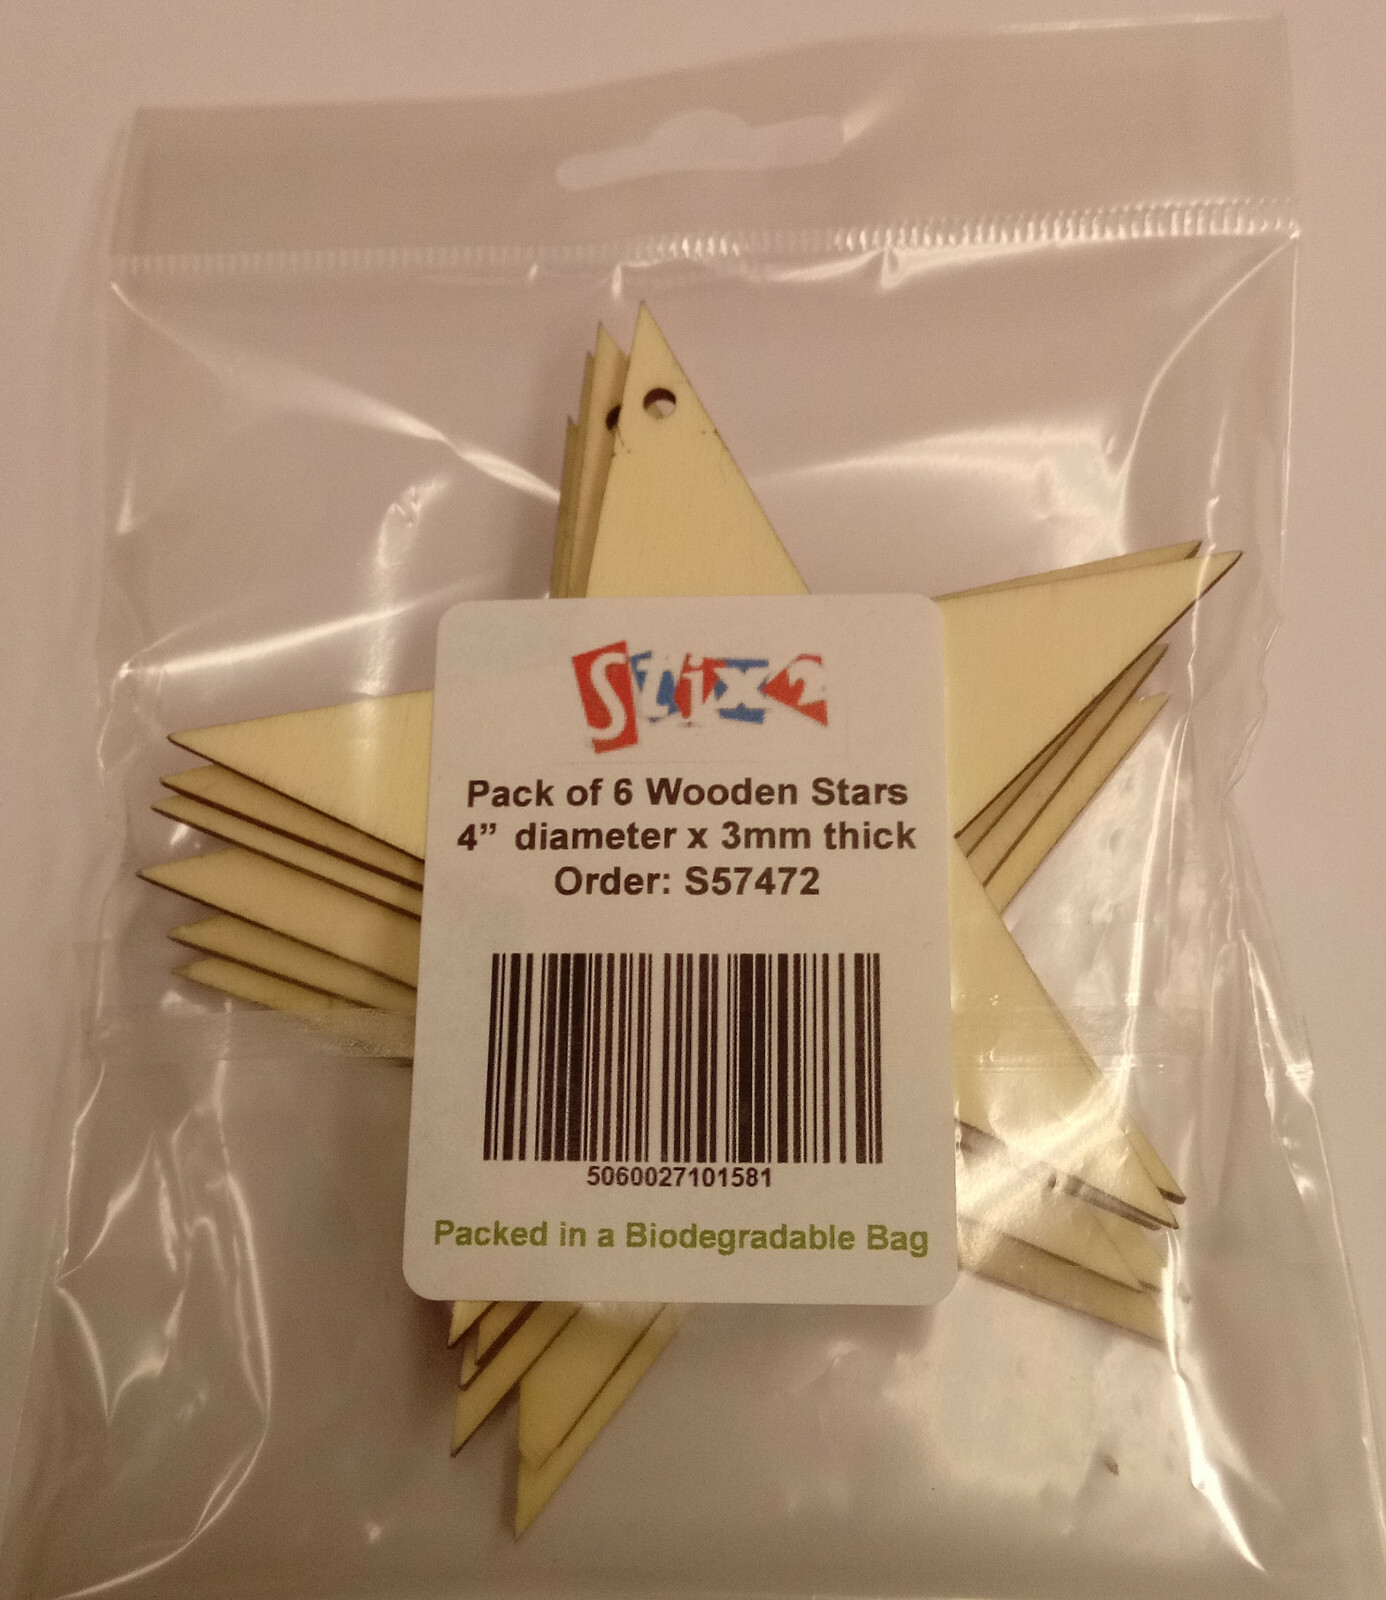 Stix2
Pack of 6 Wooden Stars
4” diameter x 3mm thick
Order: S57472
5060027101581
Packed in a Biodegradable Bag